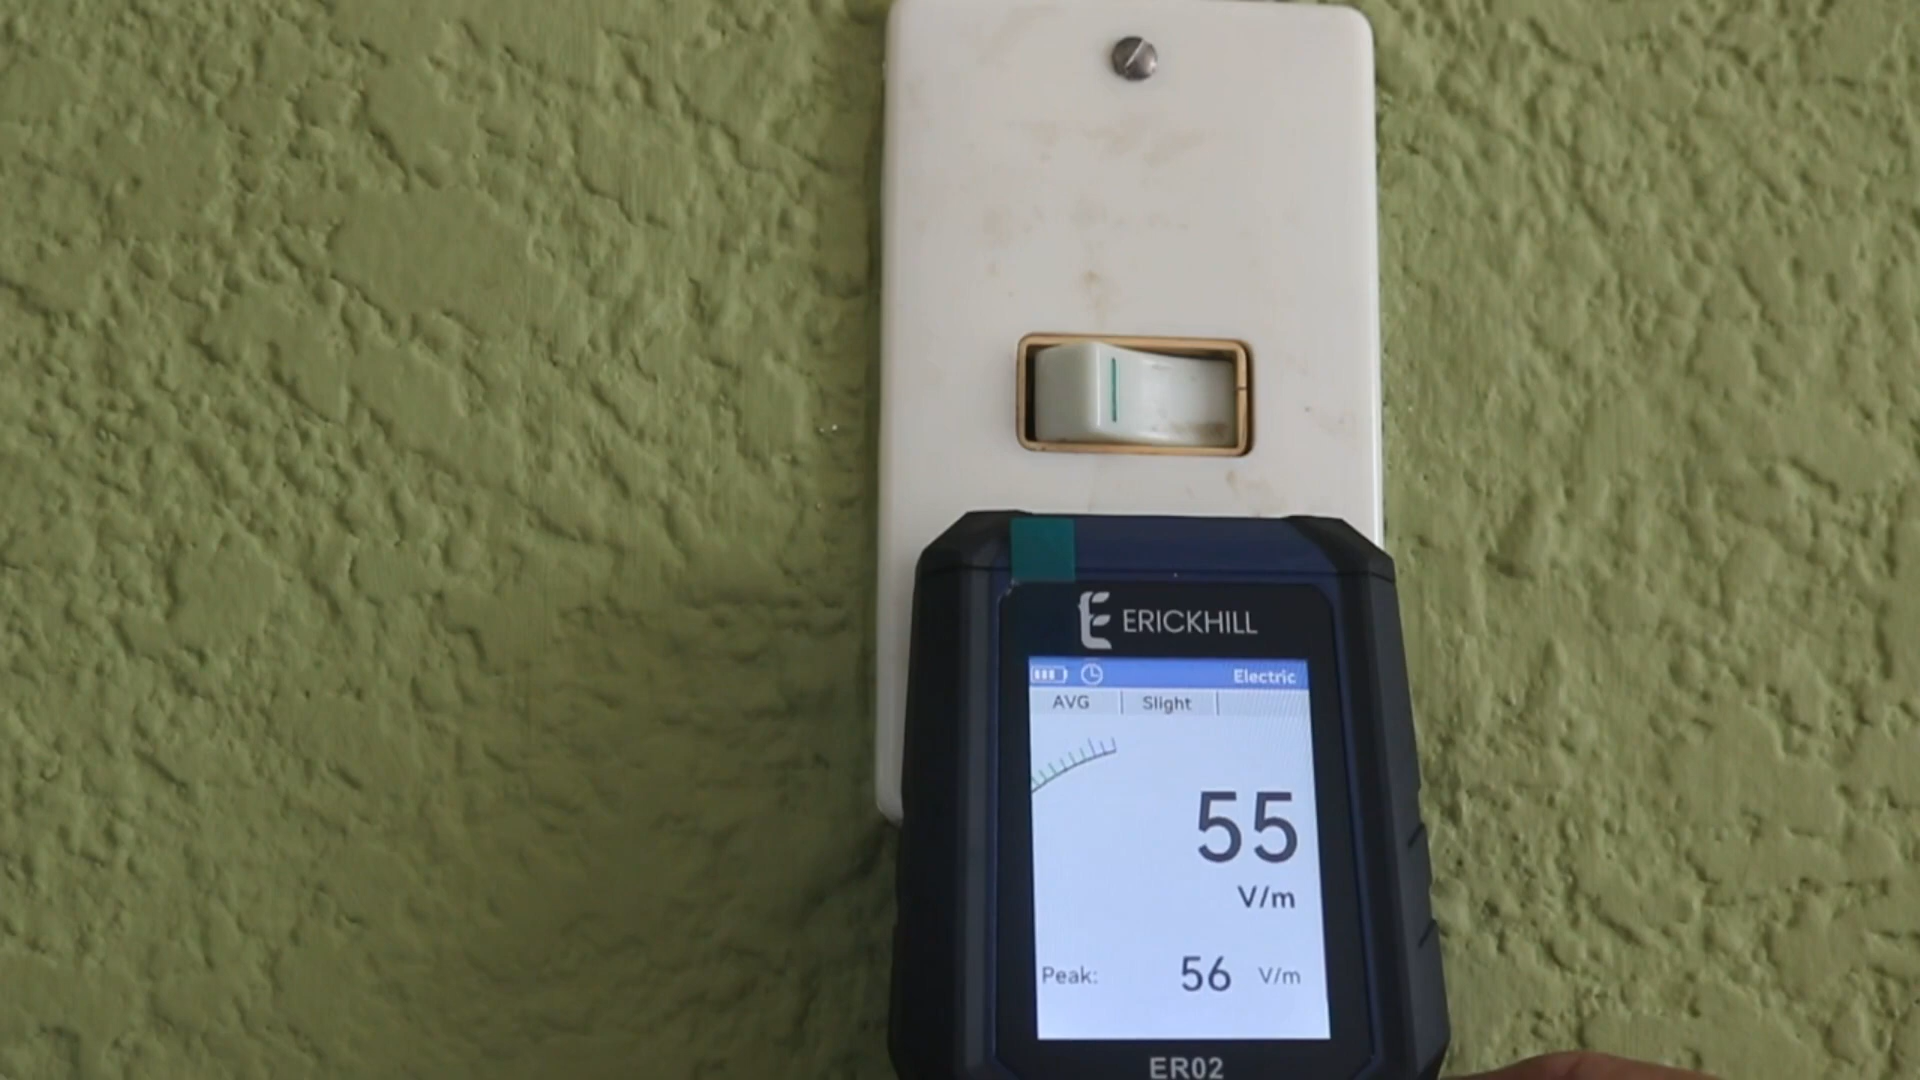 ERICKHILL
Electric
AVG Slight
55
V/m
Peak: 56 V/m
ER02